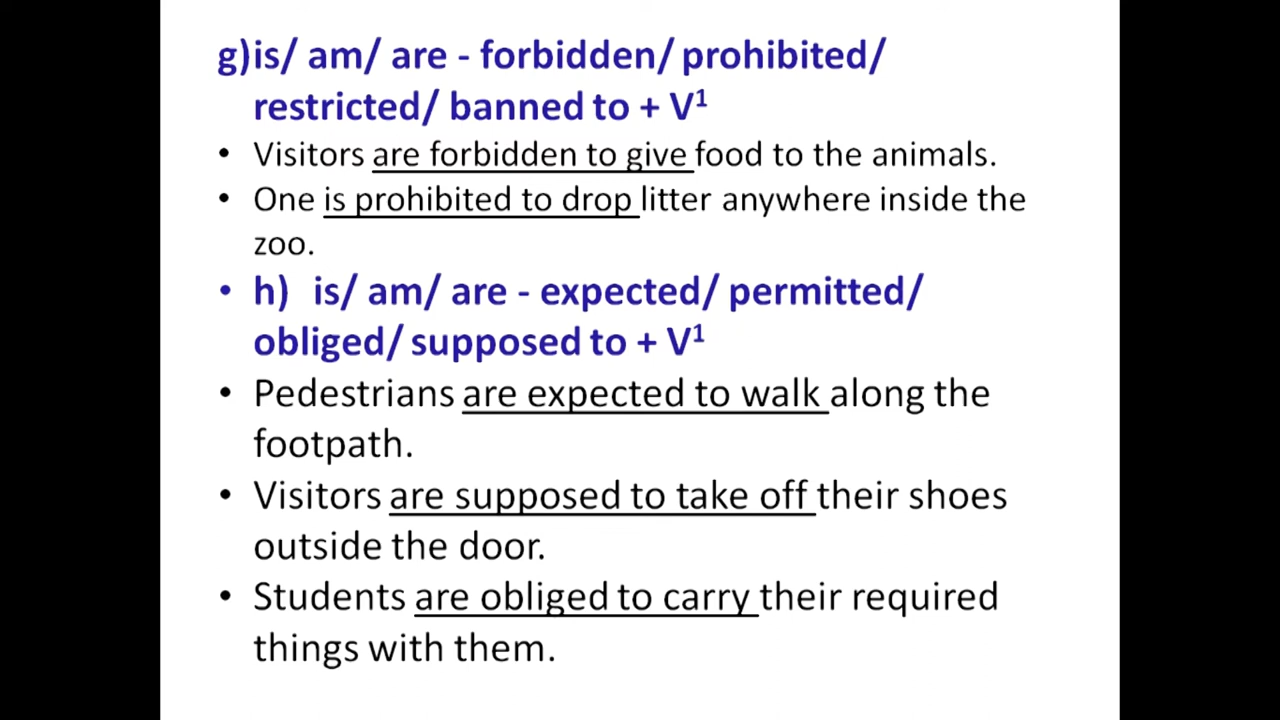 g)is/ am/ are - forbidden/ prohibited/
restricted/ banned to + V¹
• Visitors are forbidden to give food to the animals.
• One is prohibited to drop litter anywhere inside the
zoo.
• h) is/ am/ are - expected/ permitted/
obliged/ supposed to + V¹
• Pedestrians are expected to walk along the
footpath.
• Visitors are supposed to take off their shoes
outside the door.
• Students are obliged to carry their required
things with them.